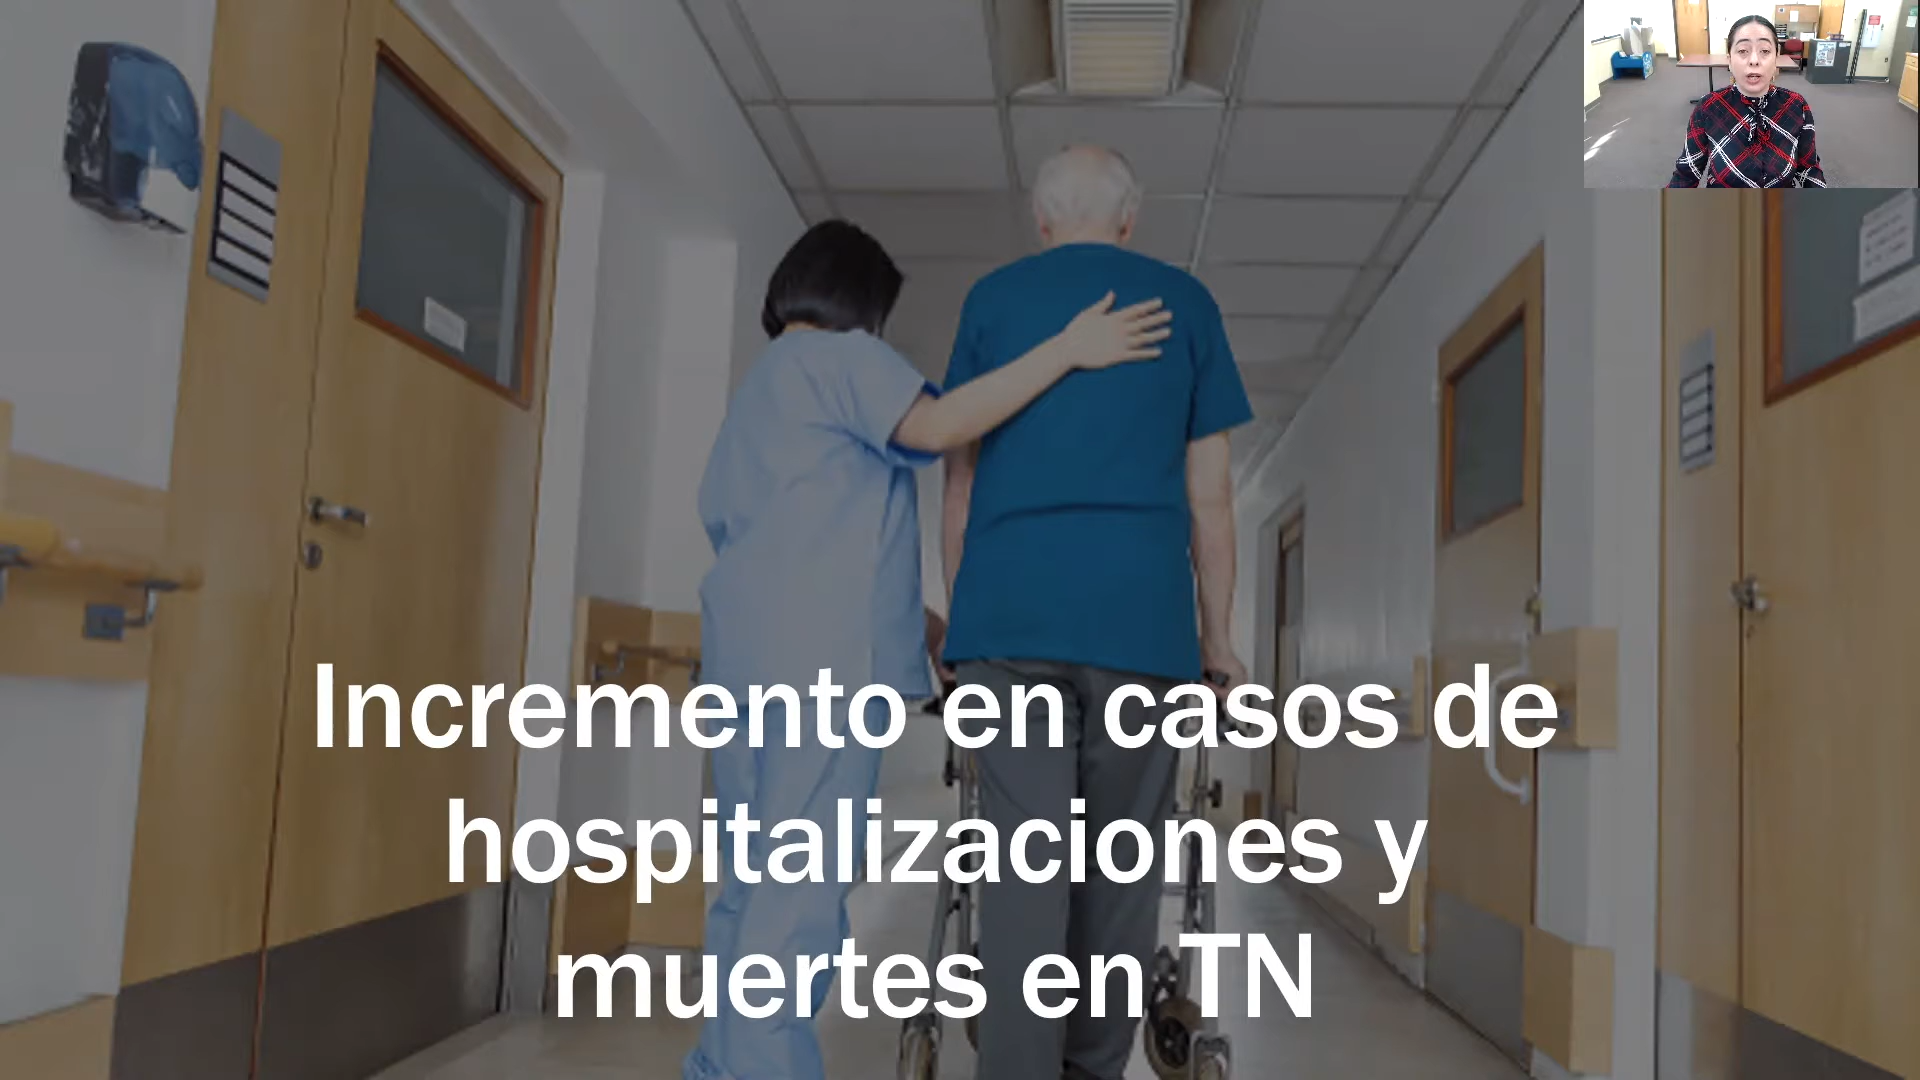 Incremento en casos de
hospitalizaciones y
muertes en TN